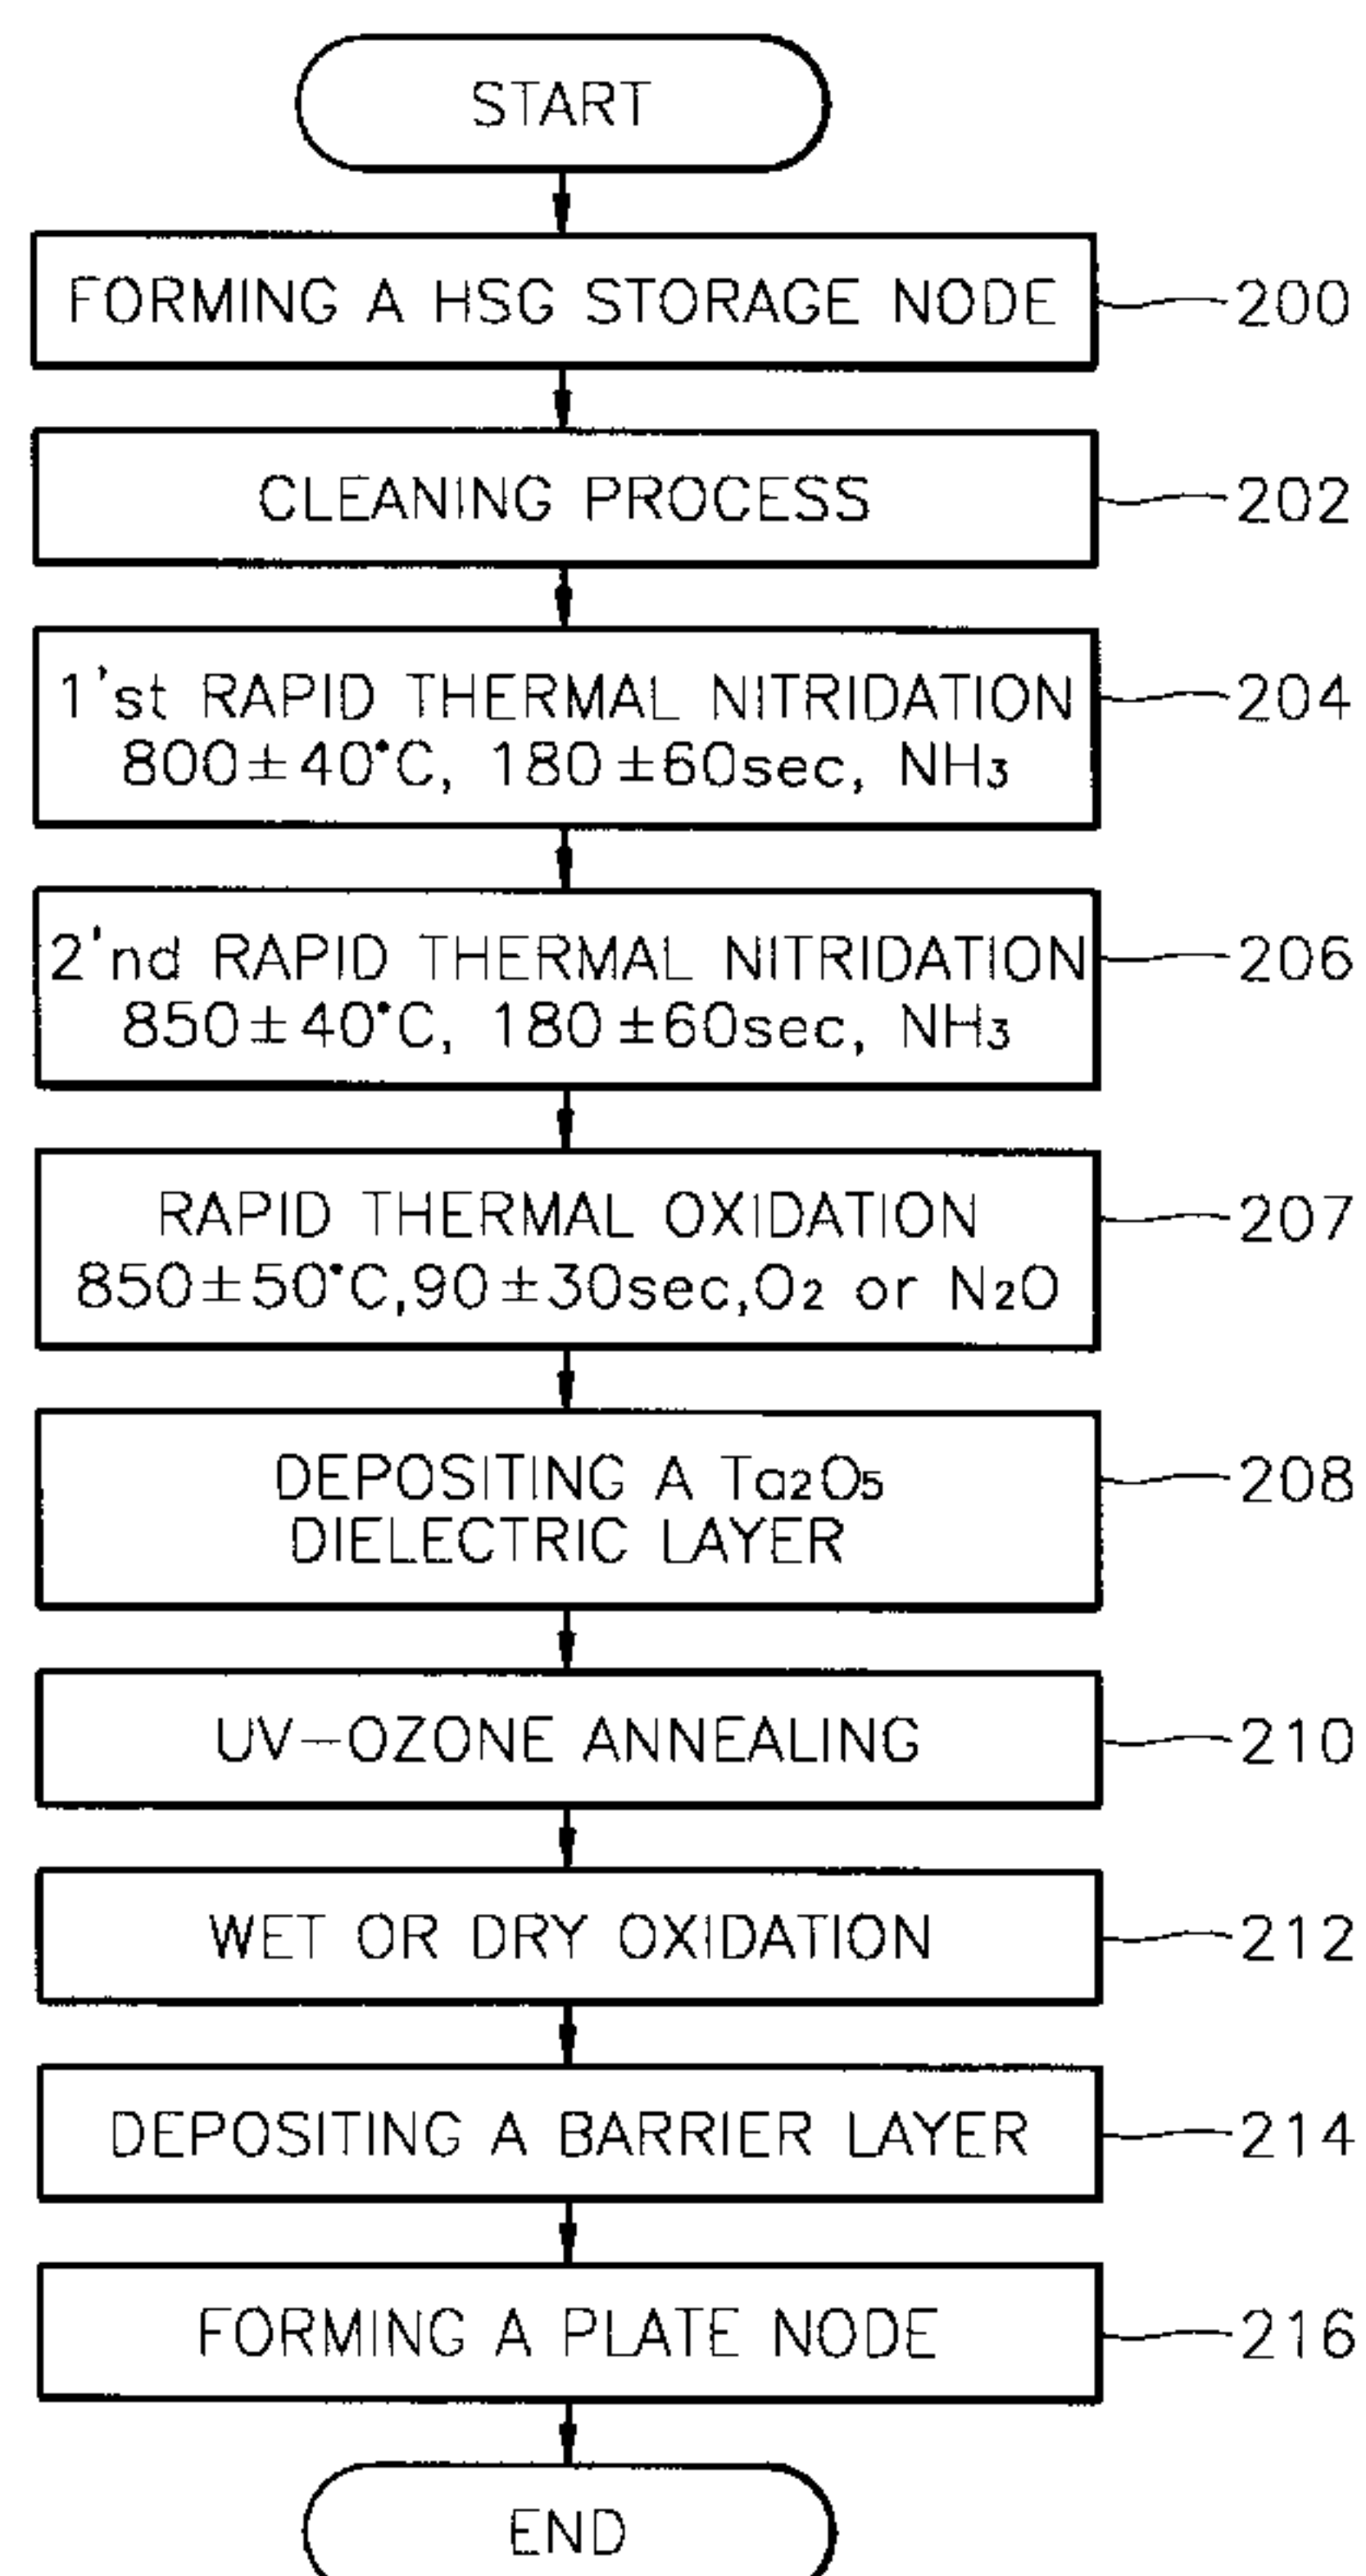 START
FORMING A HSG STORAGE NODE
200
CLEANING PROCESS
202
1'st RAPID THERMAL NITRIDATION
800±40°C, 180±60sec, NH₃
204
2'nd RAPID THERMAL NITRIDATION
850±40°C, 180±60sec, NH₃
206
RAPID THERMAL OXIDATION
850±50°C,90±30sec,O₂ or N₂O
207
DEPOSITING A Ta₂O₅
DIELECTRIC LAYER
208
UV-OZONE ANNEALING
210
WET OR DRY OXIDATION
212
DEPOSITING A BARRIER LAYER
214
FORMING A PLATE NODE
216
END